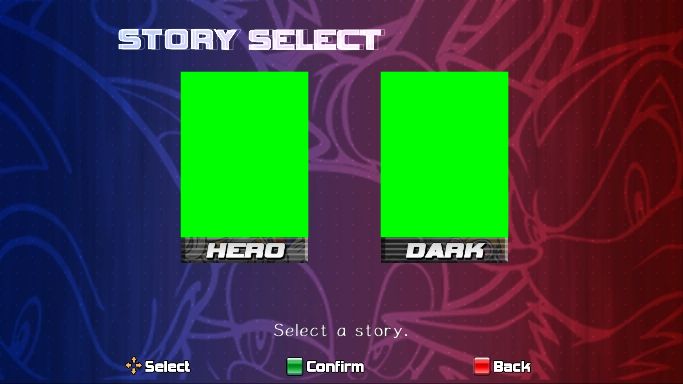 STORY SELECT
HERO
DARK
Select a story.
Select
Confirm
Back